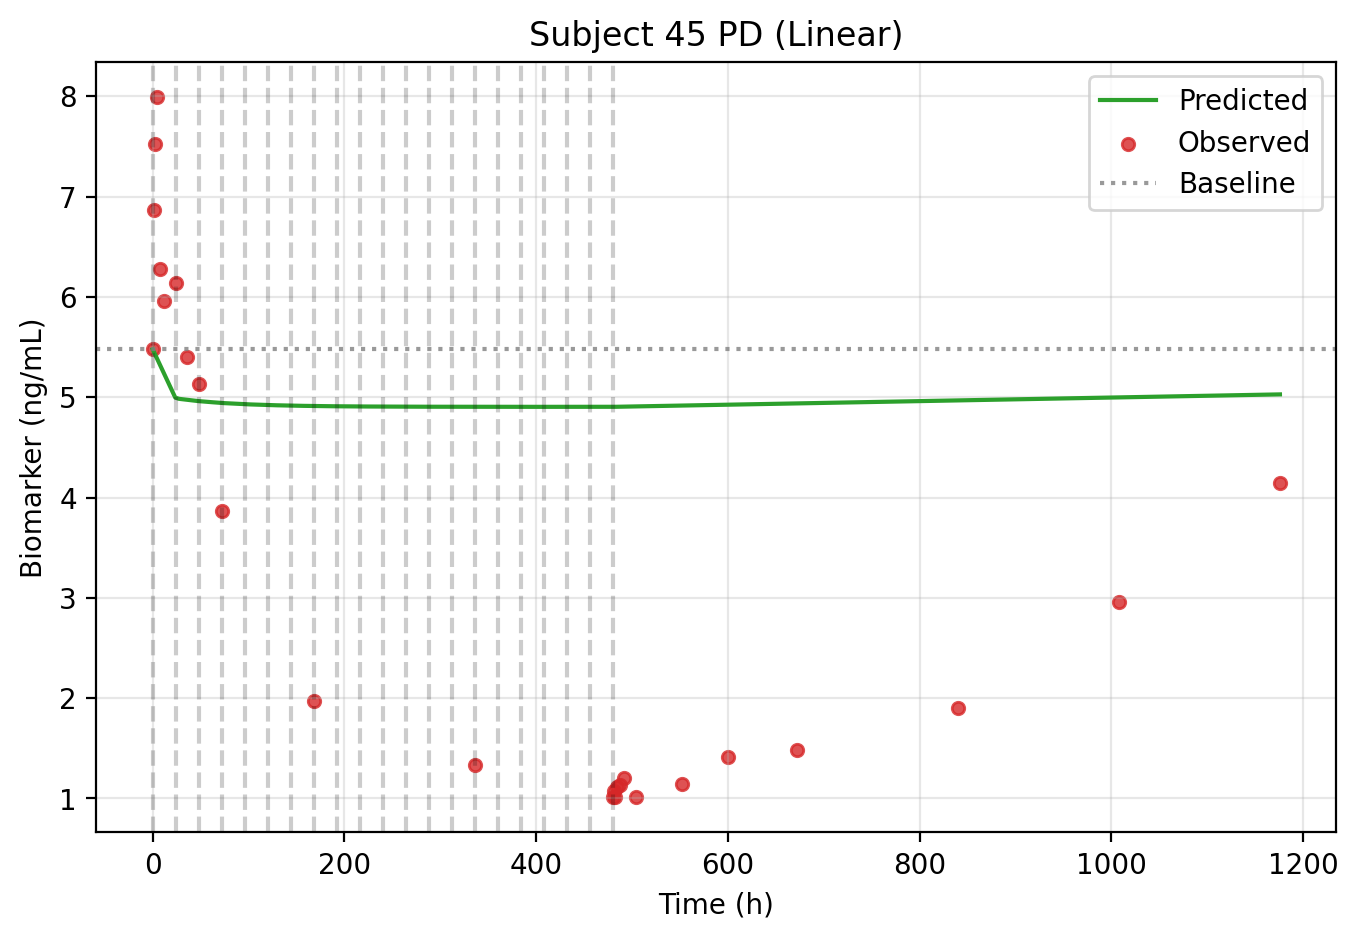 Subject 45 PD (Linear)
Predicted
Observed
Baseline
Biomarker (ng/mL)
8
7
6
5
4
3
2
1
0
200
400
600
800
1000
1200
Time (h)